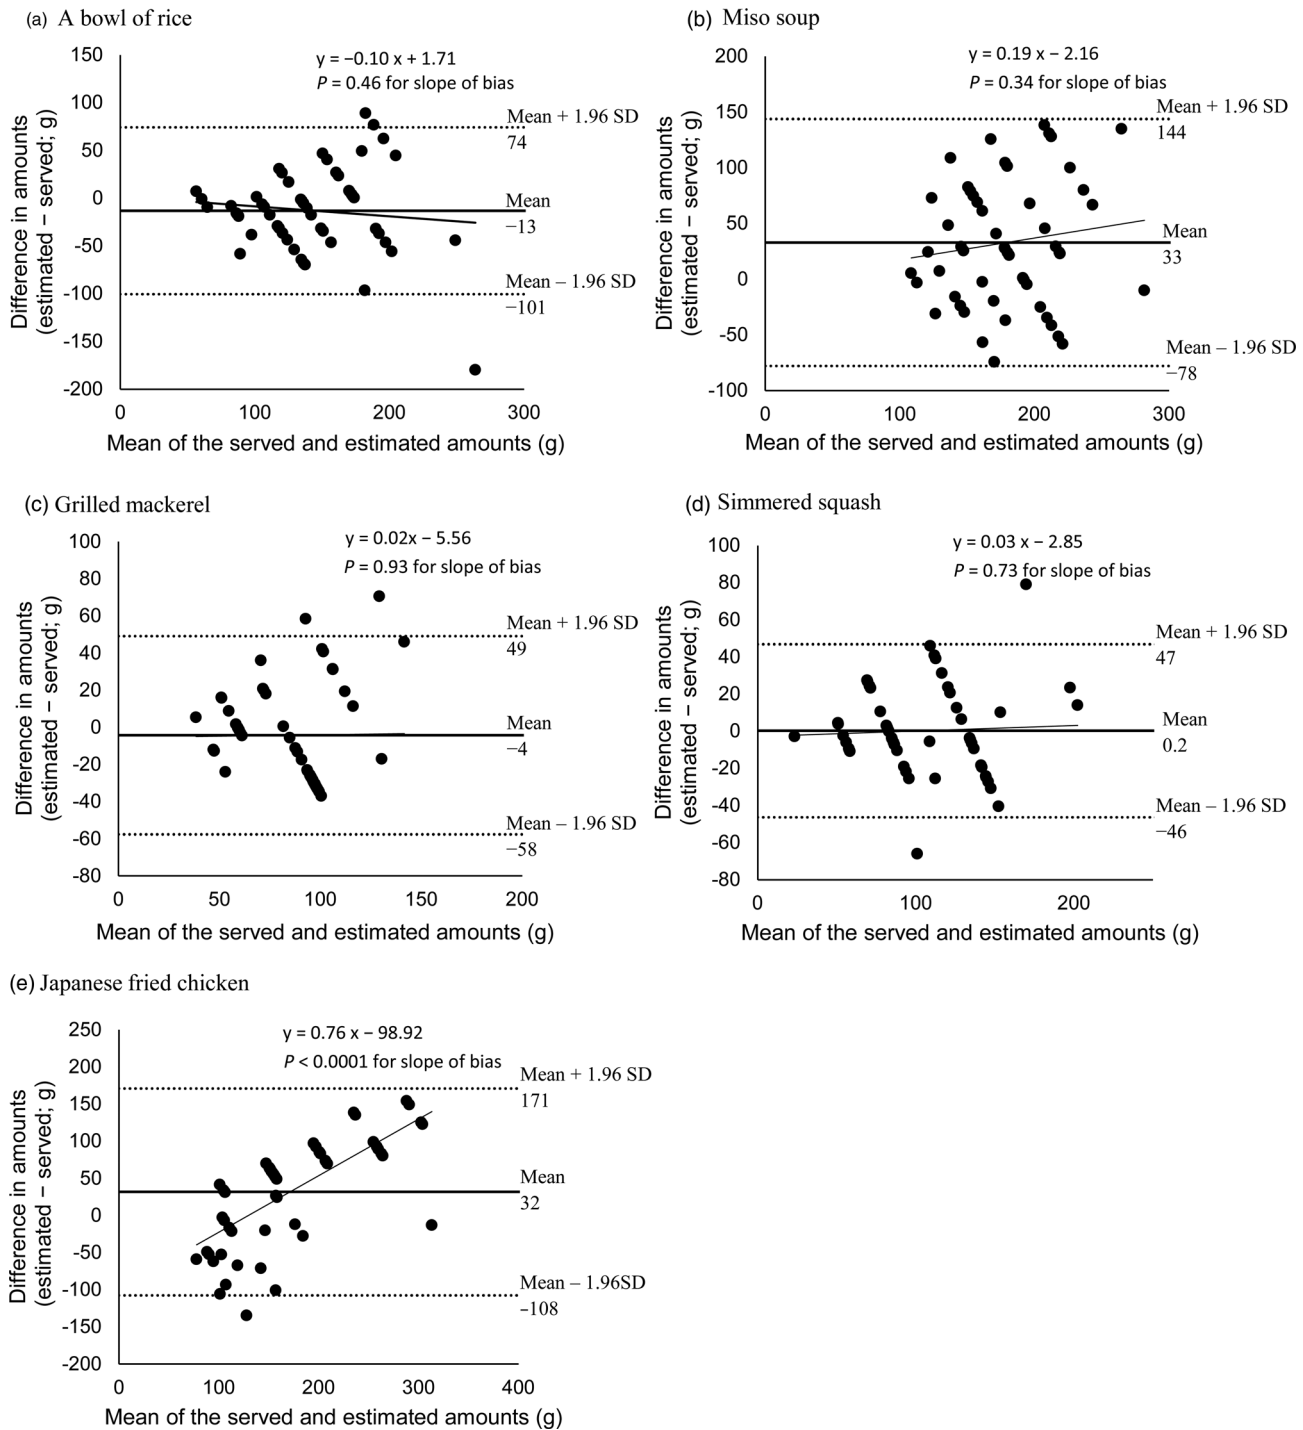 (a) A bowl of rice
y = −0.10 x + 1.71
P = 0.46 for slope of bias
Difference in amounts
(estimated − served; g)
150
100
50
0
-50
-100
-150
-200
Mean + 1.96 SD
74
Mean
−13
Mean − 1.96 SD
−101
0
100
200
300
Mean of the served and estimated amounts (g)
(b) Miso soup
y = 0.19 x − 2.16
P = 0.34 for slope of bias
Difference in amounts
(estimated − served; g)
200
150
100
50
0
-50
-100
Mean + 1.96 SD
144
Mean
33
Mean − 1.96 SD
−78
0
100
200
300
Mean of the served and estimated amounts (g)
(c) Grilled mackerel
y = 0.02x − 5.56
P = 0.93 for slope of bias
Difference in amounts
(estimated − served; g)
100
80
60
40
20
0
-20
-40
-60
-80
Mean + 1.96 SD
49
Mean
−4
Mean − 1.96 SD
−58
0
50
100
150
200
Mean of the served and estimated amounts (g)
(d) Simmered squash
y = 0.03 x − 2.85
P = 0.73 for slope of bias
Difference in amounts
(estimated − served; g)
100
80
60
40
20
0
-20
-40
-60
-80
Mean + 1.96 SD
47
Mean
0.2
Mean − 1.96 SD
−46
0
100
200
Mean of the served and estimated amounts (g)
(e) Japanese fried chicken
y = 0.76 x − 98.92
P < 0.0001 for slope of bias
Difference in amounts
(estimated − served; g)
250
200
150
100
50
0
-50
-100
-150
-200
Mean + 1.96 SD
171
Mean
32
Mean − 1.96SD
-108
0
100
200
300
400
Mean of the served and estimated amounts (g)